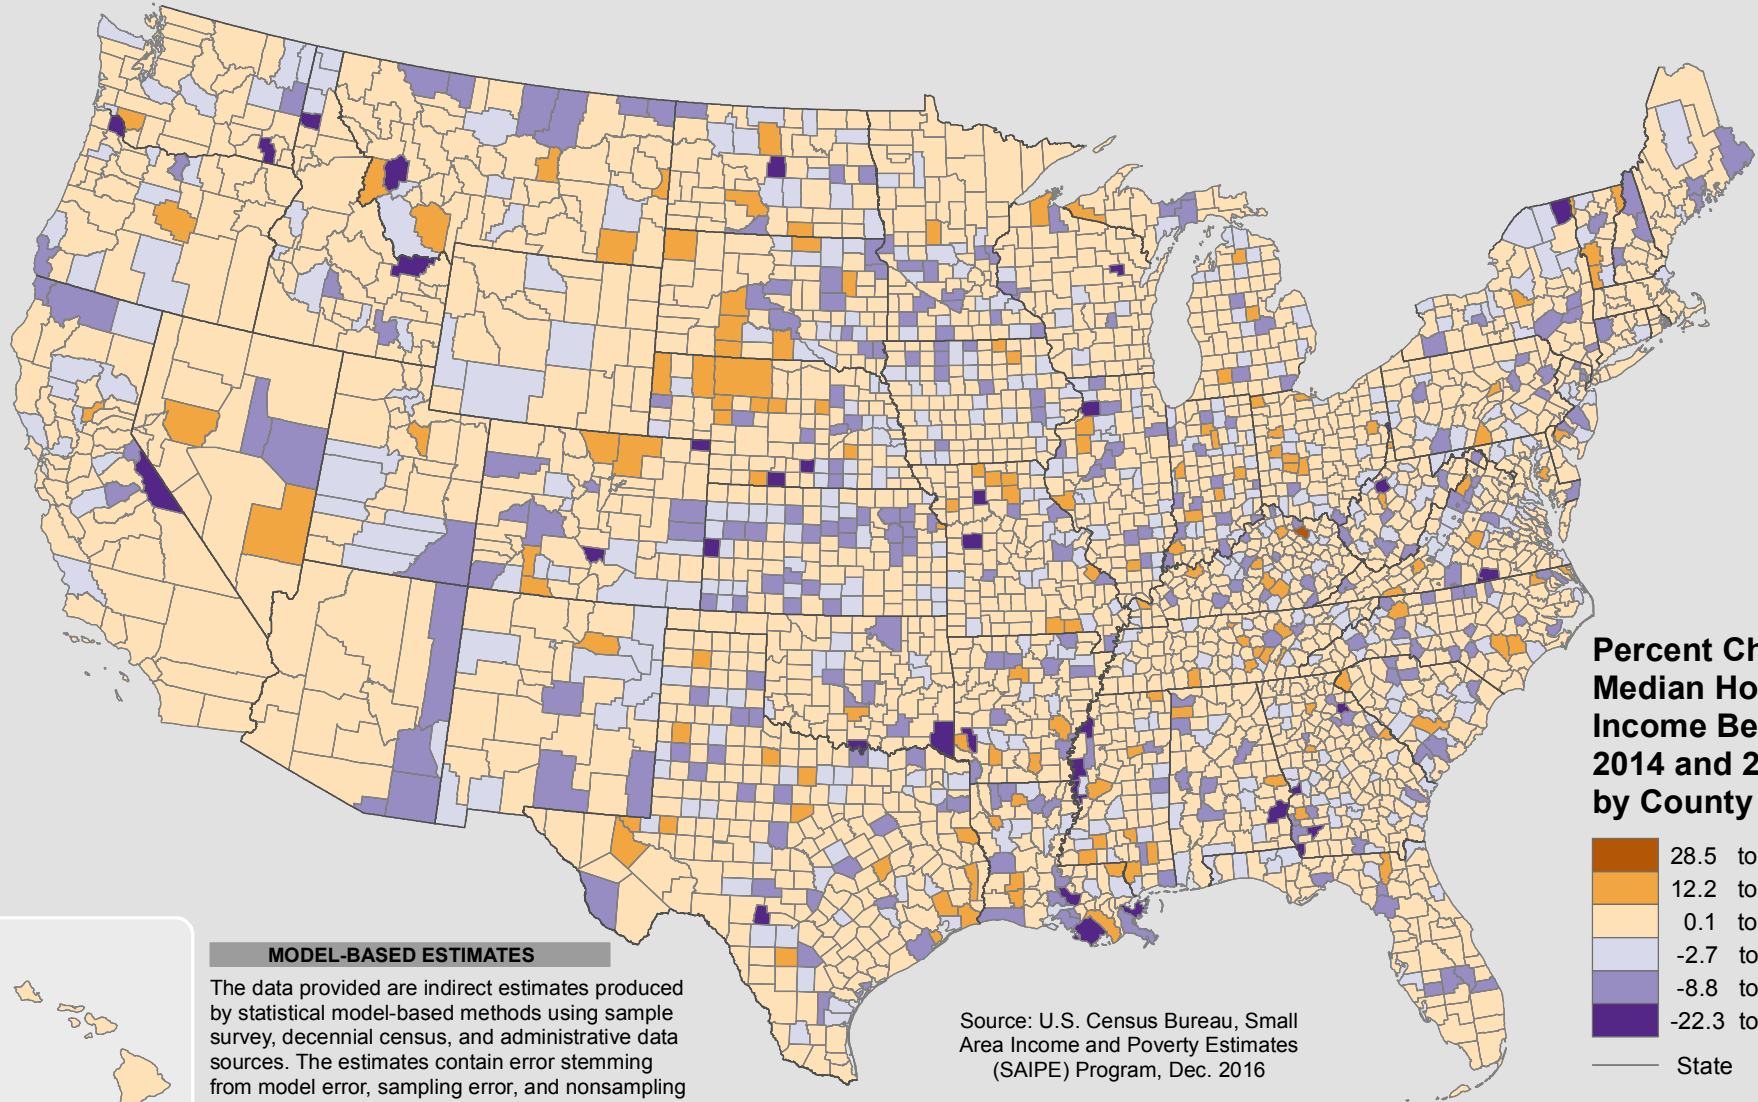 Percent Ch
Median Ho
Income Be
2014 and 2
by County
28.5 to
12.2 to
0.1 to
-2.7 to
-8.8 to
-22.3 to
State
MODEL-BASED ESTIMATES
The data provided are indirect estimates produced
by statistical model-based methods using sample
survey, decennial census, and administrative data
sources. The estimates contain error stemming
from model error, sampling error, and nonsampling
Source: U.S. Census Bureau, Small
Area Income and Poverty Estimates
(SAIPE) Program, Dec. 2016